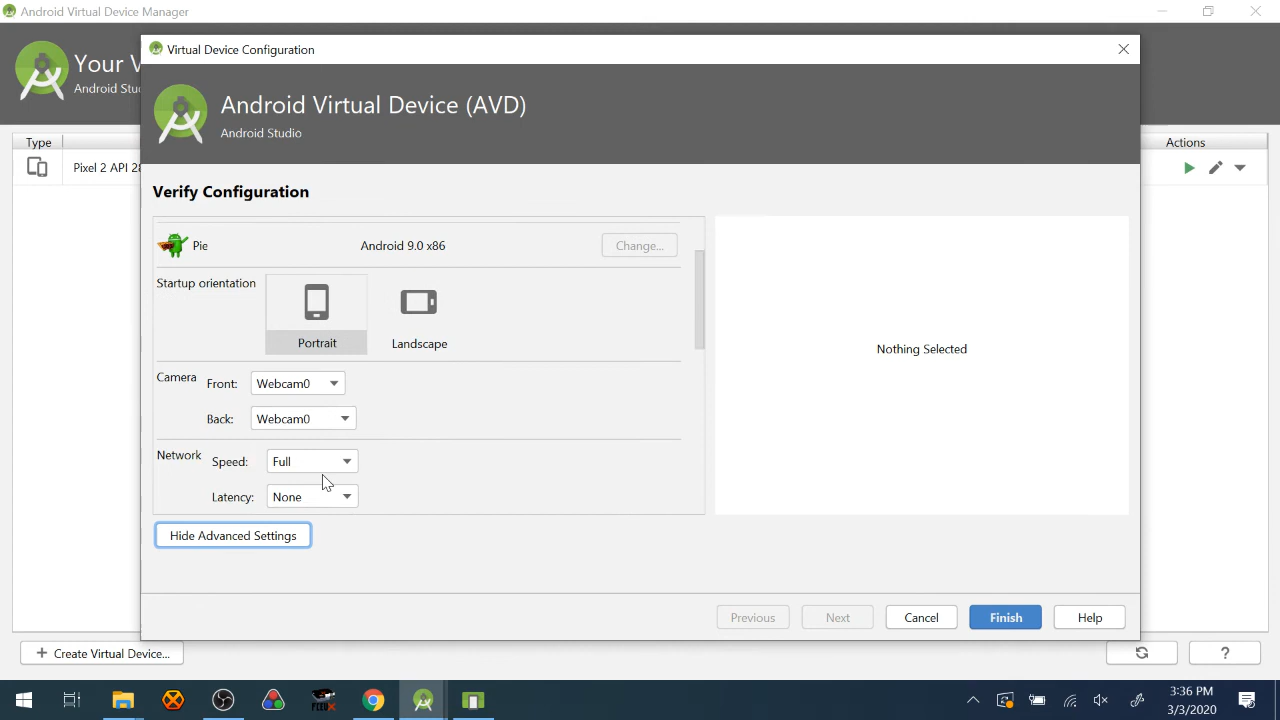 Android Virtual Device Manager
Your V
Android Stu
Type
Actions
Pixel 2 API 28
Virtual Device Configuration
Android Virtual Device (AVD)
Android Studio
Verify Configuration
Pie
Android 9.0 x86
Change...
Startup orientation
Portrait
Landscape
Camera
Front:
Webcam0
Back:
Webcam0
Network
Speed:
Full
Latency:
None
Nothing Selected
Hide Advanced Settings
Previous
Next
Cancel
Finish
Help
+ Create Virtual Device...
?
3:36 PM
3/3/2020